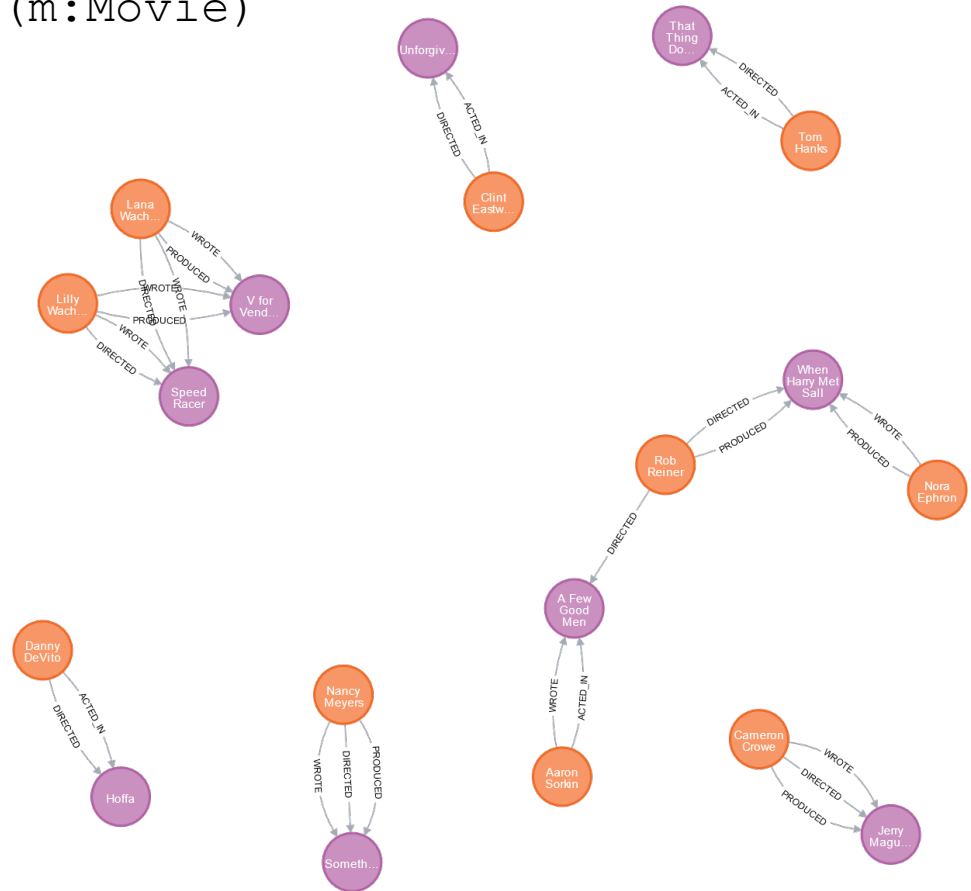 (m:Movie)
Unforgiv...
DIRECTED
ACTED_IN
Clint
Eastw...
That
Thing
Do...
DIRECTED
ACTED_IN
Tom
Hanks
Lana
Wach...
WROTE
PRODUCED
DIRECTED
WROTE
Lilly
Wach...
WROTE
PRODUCED
WROTE
DIRECTED
V for
Vend...
Speed
Racer
When
Harry Met
Sall
DIRECTED
PRODUCED
WROTE
PRODUCED
Rob
Reiner
Nora
Ephron
DIRECTED
A Few
Good
Men
WROTE
ACTED_IN
Aaron
Sorkin
Danny
DeVito
ACTED_IN
DIRECTED
Hoffa
Nancy
Meyers
WROTE
DIRECTED
PRODUCED
Someth...
Cameron
Crowe
WROTE
DIRECTED
PRODUCED
Jerry
Magu...